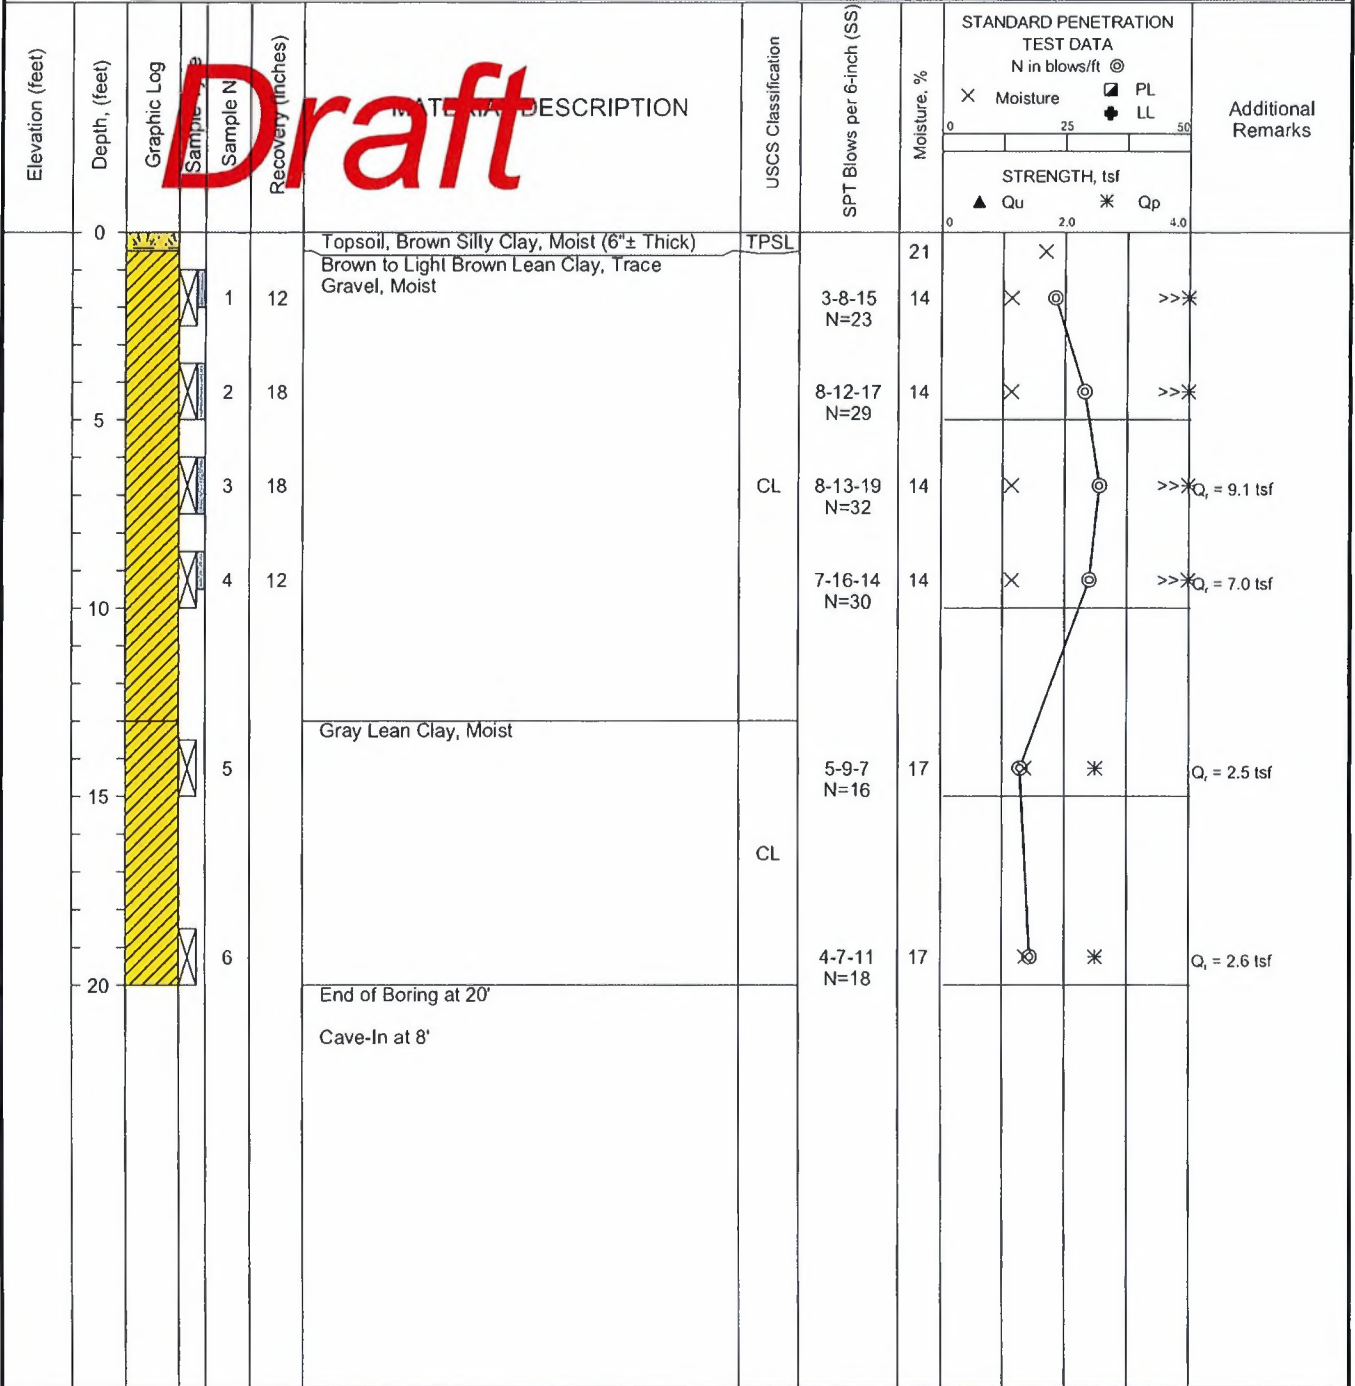 Draft
Elevation (feet)
Depth, (feet)
Graphic Log
Sample
Sample N
Recovery (inches)
MATERIAL DESCRIPTION
USCS Classification
SPT Blows per 6-inch (SS)
Moisture, %
STANDARD PENETRATION
TEST DATA
N in blows/ft
Moisture
PL
LL
0 25 50
STRENGTH, tsf
Qu Qp
0 2.0 4.0
Additional
Remarks
0
Topsoil, Brown Silly Clay, Moist (6"± Thick) TPSL
21
Brown to Light Brown Lean Clay, Trace
Gravel, Moist
1 12 3-8-15 14 >>
N=23
2 18 8-12-17 14 >>
N=29
5
3 18 CL 8-13-19 14 >> Qr = 9.1 tsf
N=32
4 12 7-16-14 14 >> Qr = 7.0 tsf
N=30
10
Gray Lean Clay, Moist
5 5-9-7 17 Qr = 2.5 tsf
N=16
15
CL
6 4-7-11 17 Qr = 2.6 tsf
N=18
20
End of Boring at 20'
Cave-In at 8'